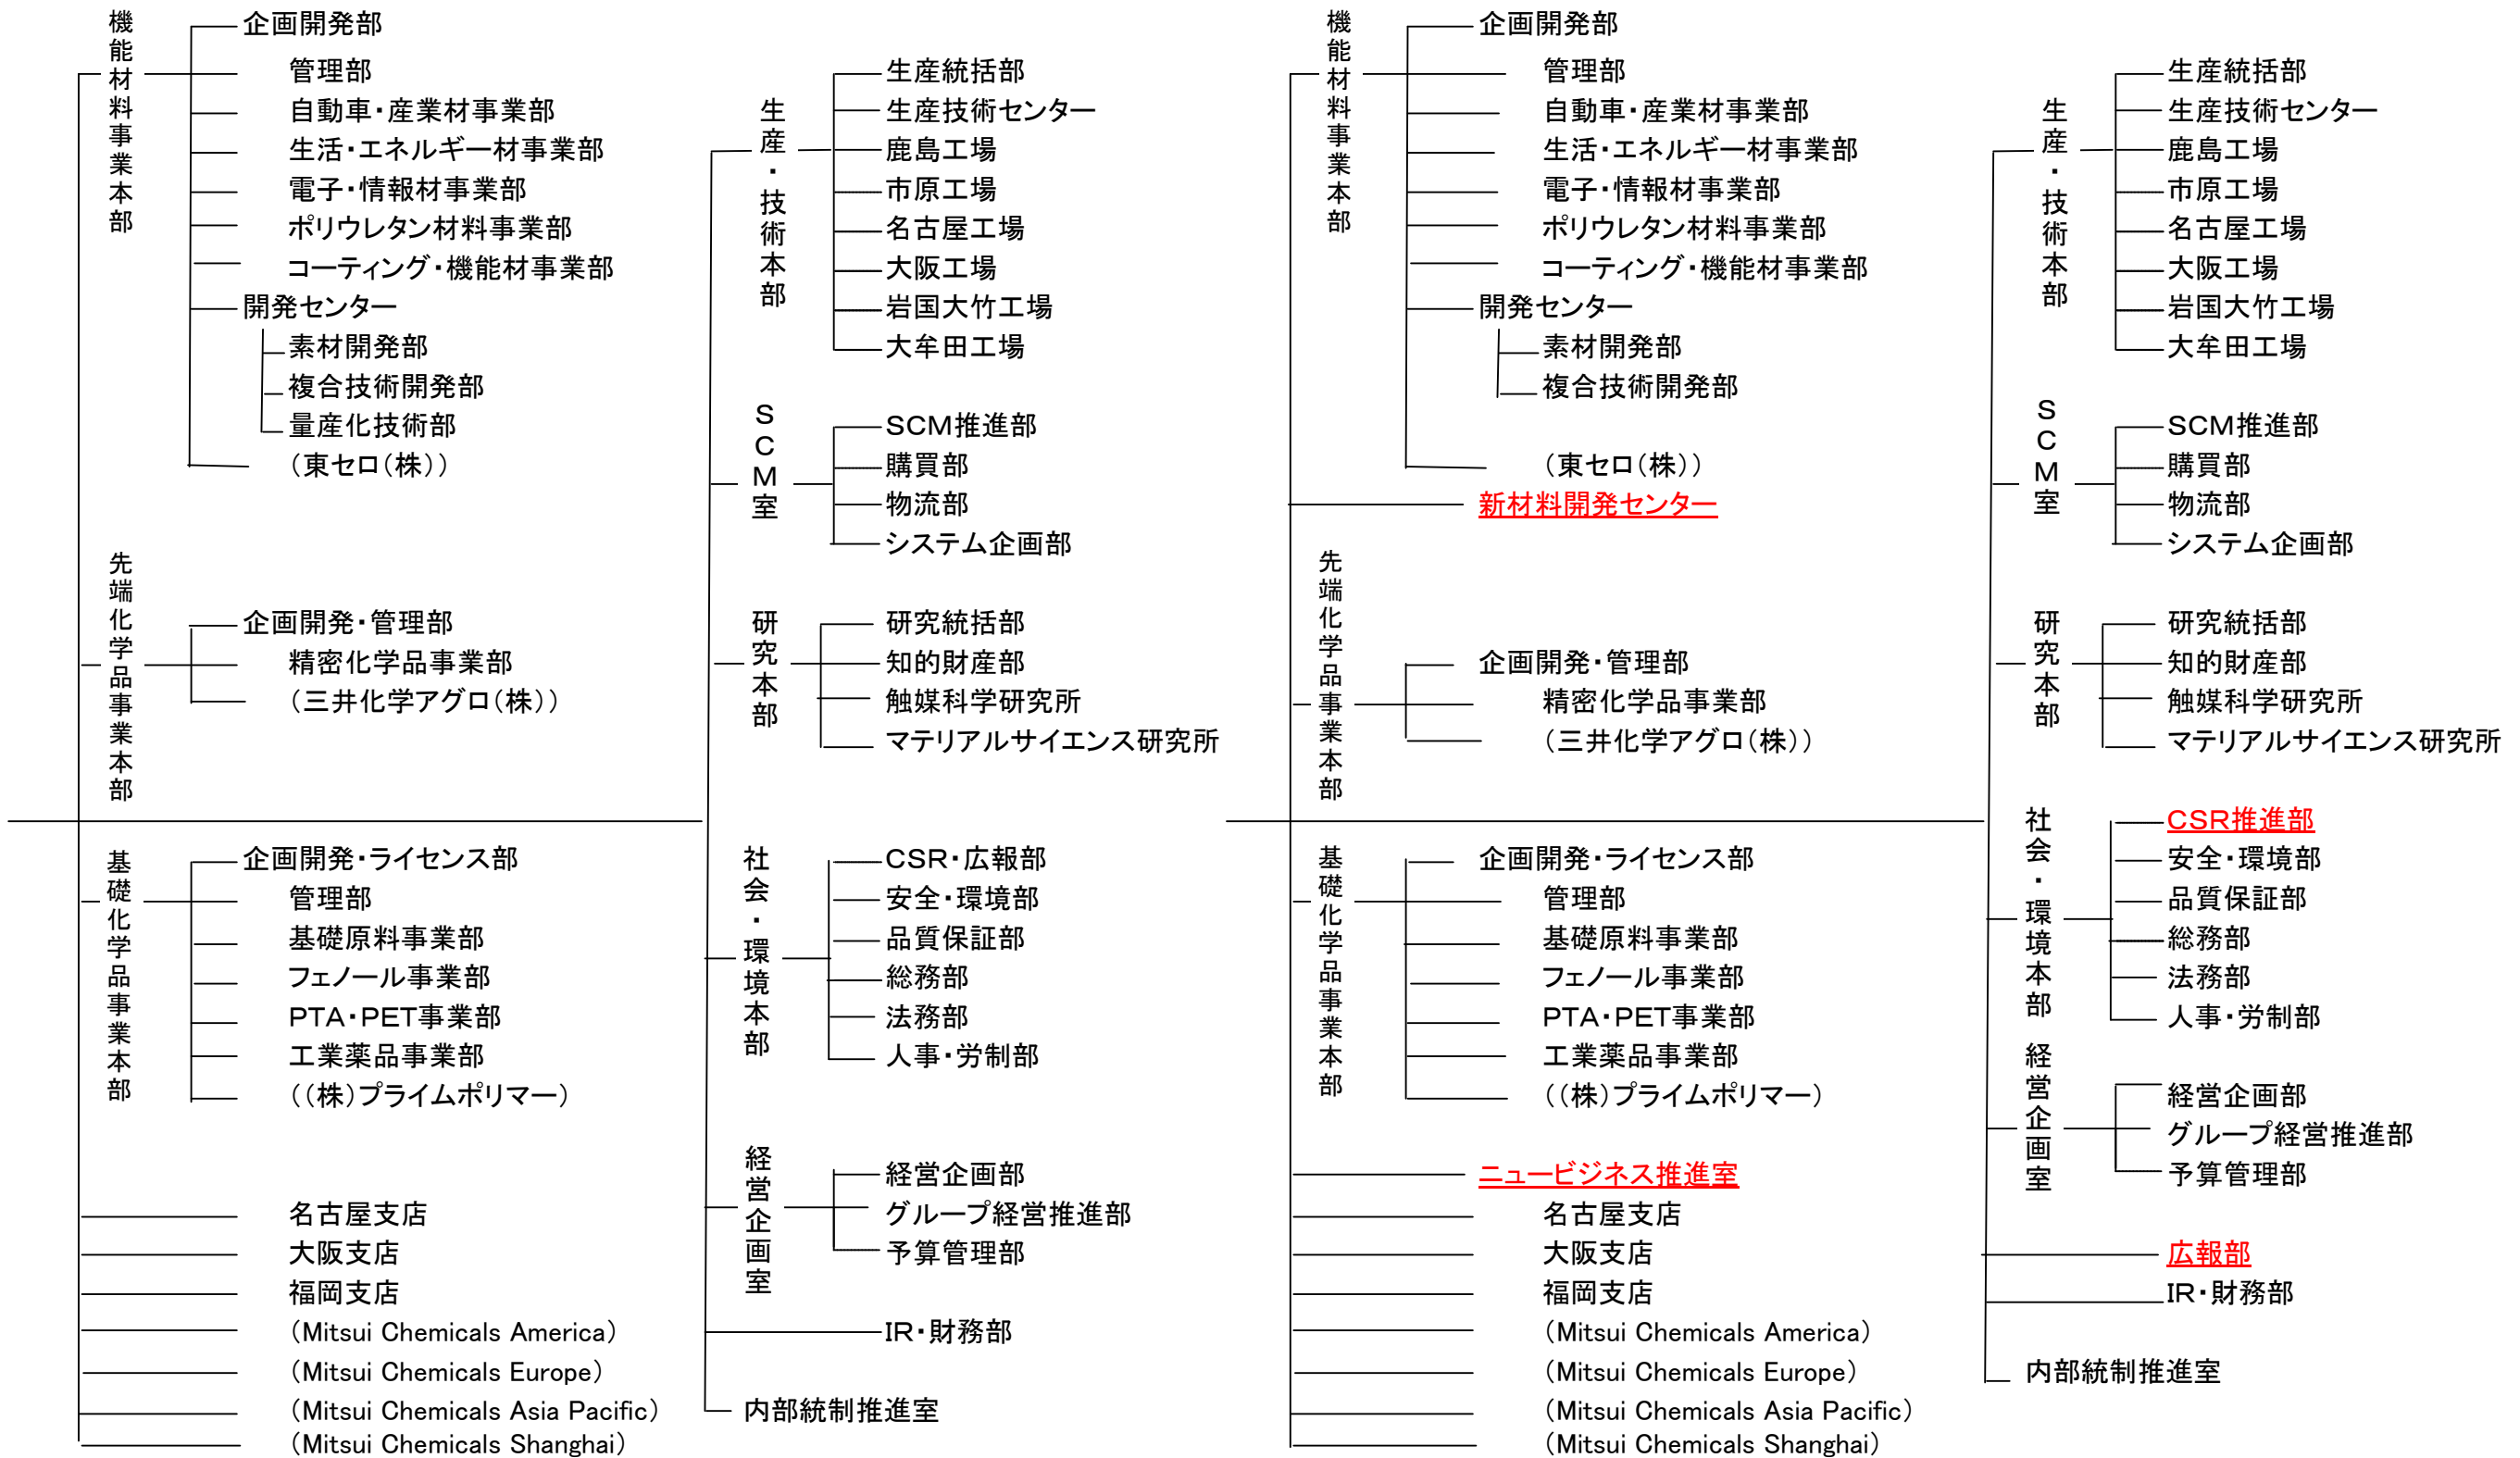 機能材料事業本部
企画開発部
管理部
自動車・産業材事業部
生活・エネルギー材事業部
電子・情報材事業部
ポリウレタン材料事業部
コーティング・機能材事業部
開発センター
素材開発部
複合技術開発部
量産化技術部
（東セロ（株））
先端化学品事業本部
企画開発・管理部
精密化学品事業部
（三井化学アグロ（株））
基礎化学品事業本部
企画開発・ライセンス部
管理部
基礎原料事業部
フェノール事業部
PTA・PET事業部
工業薬品事業部
（（株）プライムポリマー）
名古屋支店
大阪支店
福岡支店
（Mitsui Chemicals America）
（Mitsui Chemicals Europe）
（Mitsui Chemicals Asia Pacific）
（Mitsui Chemicals Shanghai）
生産・技術本部
生産統括部
生産技術センター
鹿島工場
市原工場
名古屋工場
大阪工場
岩国大竹工場
大牟田工場
SCM室
SCM推進部
購買部
物流部
システム企画部
研究本部
研究統括部
知的財産部
触媒科学研究所
マテリアルサイエンス研究所
社会・環境本部
CSR・広報部
安全・環境部
品質保証部
総務部
法務部
人事・労制部
経営企画室
経営企画部
グループ経営推進部
予算管理部
IR・財務部
内部統制推進室
機能材料事業本部
企画開発部
管理部
自動車・産業材事業部
生活・エネルギー材事業部
電子・情報材事業部
ポリウレタン材料事業部
コーティング・機能材事業部
開発センター
素材開発部
複合技術開発部
（東セロ（株））
新材料開発センター
先端化学品事業本部
企画開発・管理部
精密化学品事業部
（三井化学アグロ（株））
基礎化学品事業本部
企画開発・ライセンス部
管理部
基礎原料事業部
フェノール事業部
PTA・PET事業部
工業薬品事業部
（（株）プライムポリマー）
ニュービジネス推進室
名古屋支店
大阪支店
福岡支店
（Mitsui Chemicals America）
（Mitsui Chemicals Europe）
（Mitsui Chemicals Asia Pacific）
（Mitsui Chemicals Shanghai）
生産・技術本部
生産統括部
生産技術センター
鹿島工場
市原工場
名古屋工場
大阪工場
岩国大竹工場
大牟田工場
SCM室
SCM推進部
購買部
物流部
システム企画部
研究本部
研究統括部
知的財産部
触媒科学研究所
マテリアルサイエンス研究所
社会・環境本部
CSR推進部
安全・環境部
品質保証部
総務部
法務部
人事・労制部
経営企画室
経営企画部
グループ経営推進部
予算管理部
広報部
IR・財務部
内部統制推進室